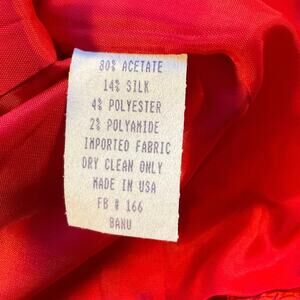 80% ACETATE
14% SILK
4% POLYESTER
2% POLYAMIDE
IMPORTED FABRIC
DRY CLEAN ONLY
MADE IN USA
FB # 166
BANU